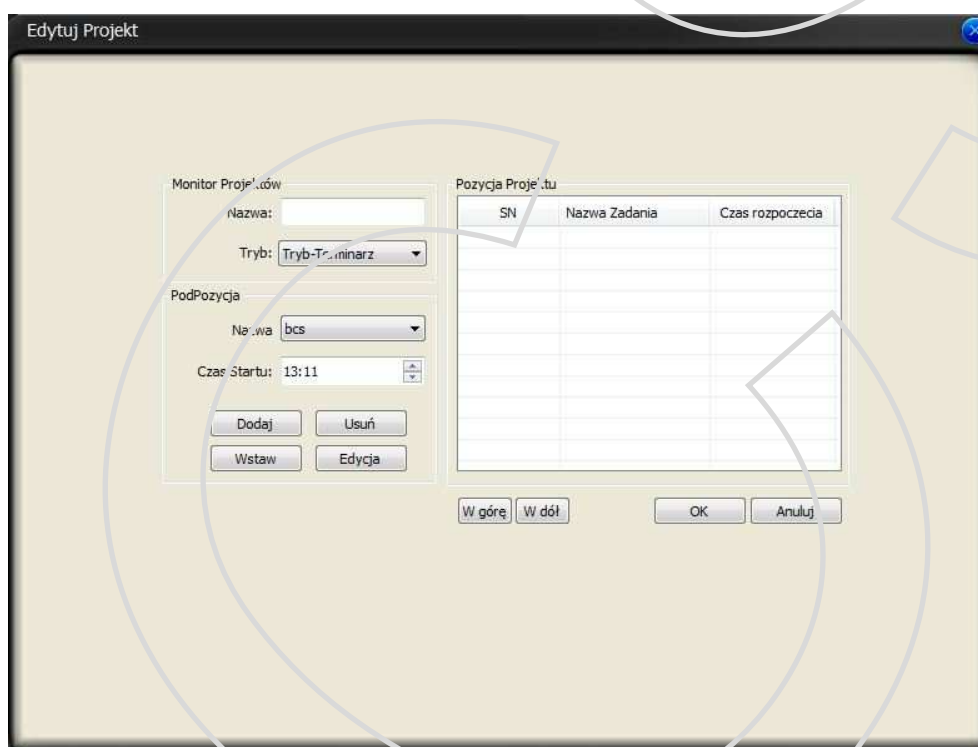 Edytuj Projekt
Monitor Projektów
Nazwa:
Tryb: Tryb-Terminarz
PodPozycja
Nazwa bcs
Czas Startu: 13:11
Dodaj Usuń
Wstaw Edycja
Pozycja Projektu
SN Nazwa Zadania Czas rozpoczecia
W górę W dół OK Anuluj